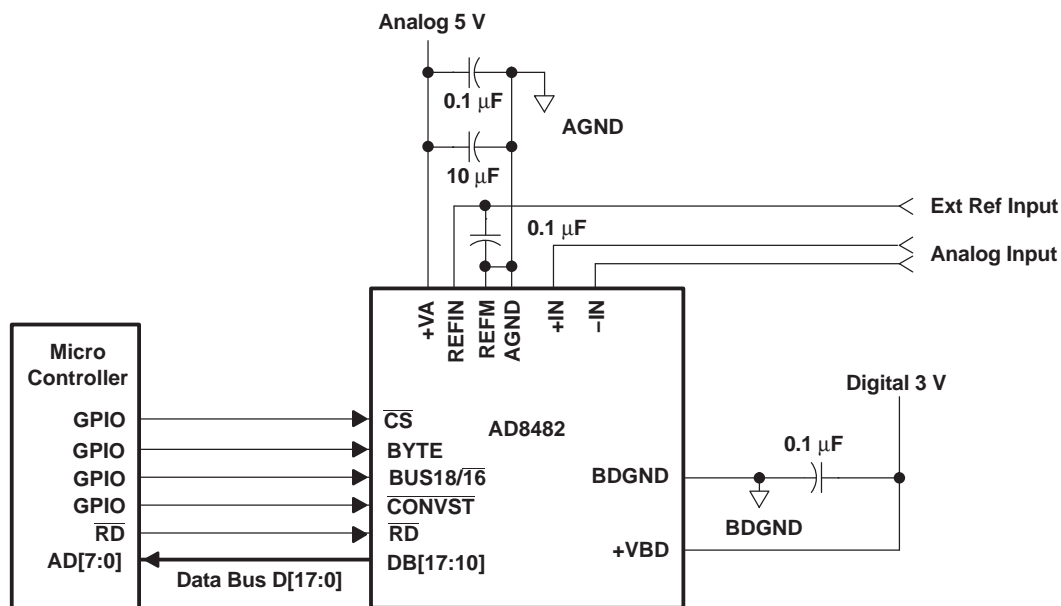 Analog 5 V
0.1 μF
AGND
10 μF
Ext Ref Input
0.1 μF
Analog Input
+VA
REFIN
REFM
AGND
+IN
−IN
Micro
Controller
Digital 3 V
GPIO
CS
AD8482
GPIO
BYTE
0.1 μF
GPIO
BUS18/16
BDGND
GPIO
CONVST
BDGND
RD
RD
+VBD
AD[7:0]
DB[17:10]
Data Bus D[17:0]